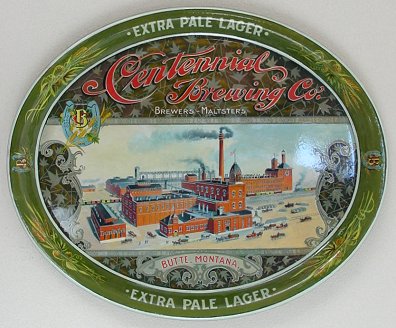 · EXTRA PALE LAGER ·
Centennial
Brewing Co.
BREWERS - MALTSTERS
B
BUTTE, MONTANA.
· EXTRA PALE LAGER ·